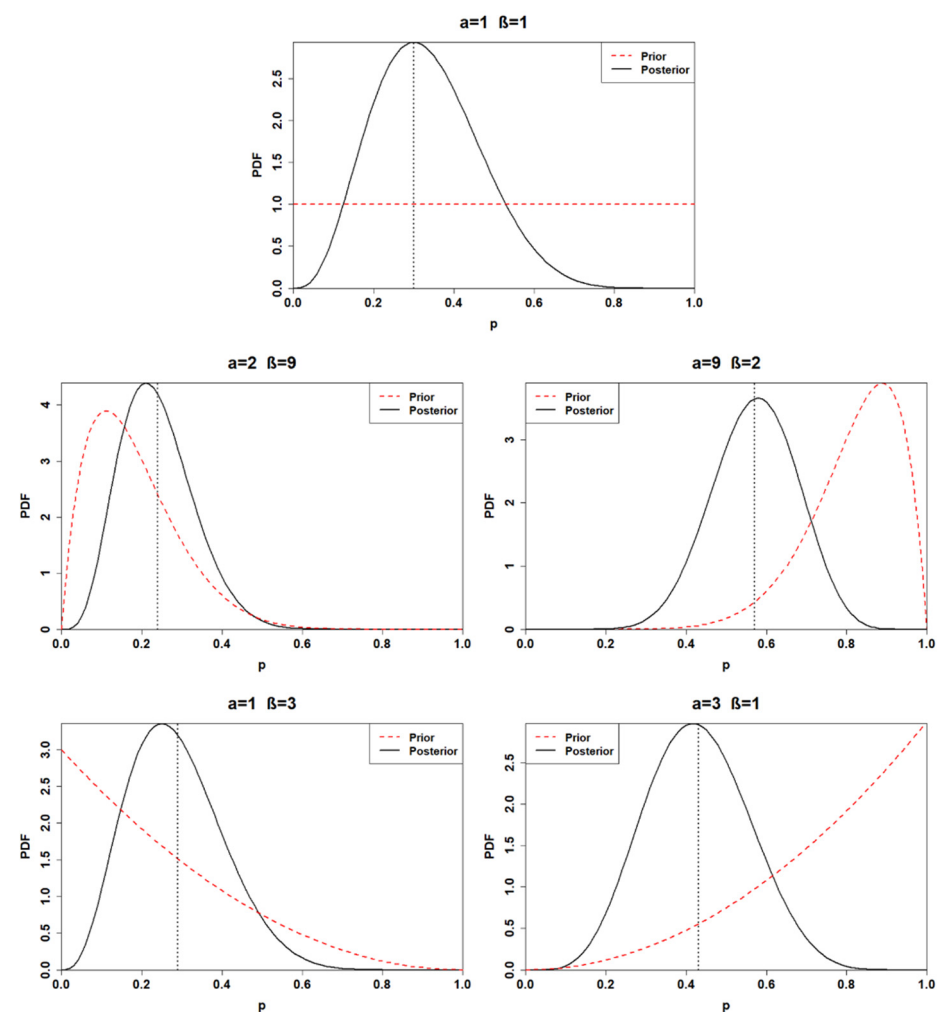 a=1 ß=1
Prior
Posterior
PDF
0.0 0.5 1.0 1.5 2.0 2.5
0.0 0.2 0.4 0.6 0.8 1.0
p
a=2 ß=9
Prior
Posterior
PDF
0 1 2 3 4
0.0 0.2 0.4 0.6 0.8 1.0
p
a=9 ß=2
Prior
Posterior
PDF
0 1 2 3
0.0 0.2 0.4 0.6 0.8 1.0
p
a=1 ß=3
Prior
Posterior
PDF
0.0 0.5 1.0 1.5 2.0 2.5 3.0
0.0 0.2 0.4 0.6 0.8 1.0
p
a=3 ß=1
Prior
Posterior
PDF
0.0 0.5 1.0 1.5 2.0 2.5
0.0 0.2 0.4 0.6 0.8 1.0
p